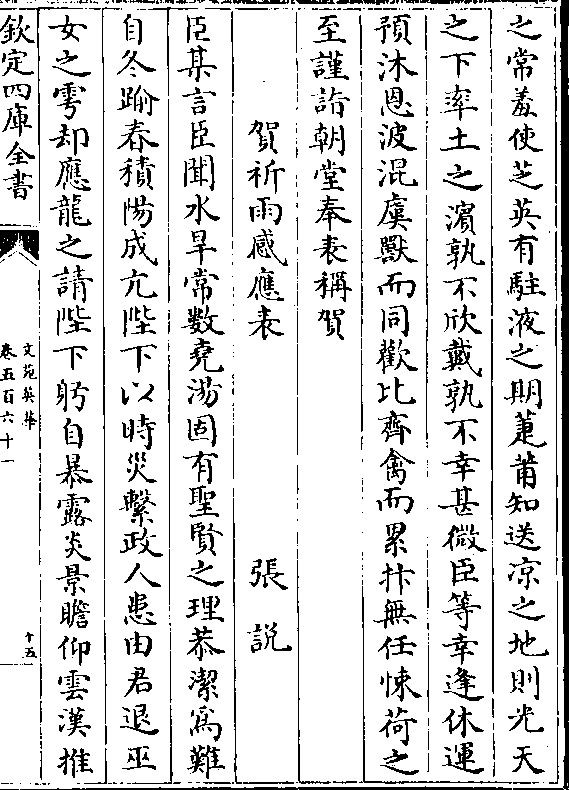 之常羞使芝英有駐液之期萐莆知送凉之地則光天
之下率土之濵孰不欣戴孰不幸甚微臣等幸逢休運
預沐恩波混虞獸而同歡比齊禽而累抃無任悚荷之
至謹詣朝堂奉表稱賀
賀祈雨感應表 張説
臣某言臣聞水旱常數堯湯固有聖賢之理恭潔為難
自冬踰春積陽成亢陛下以時災繫政人患由君退巫
女之雩却應龍之請陛下躬自暴露炎景瞻仰雲漢推
欽定四庫全書
文苑英華
卷五百六十一
十五